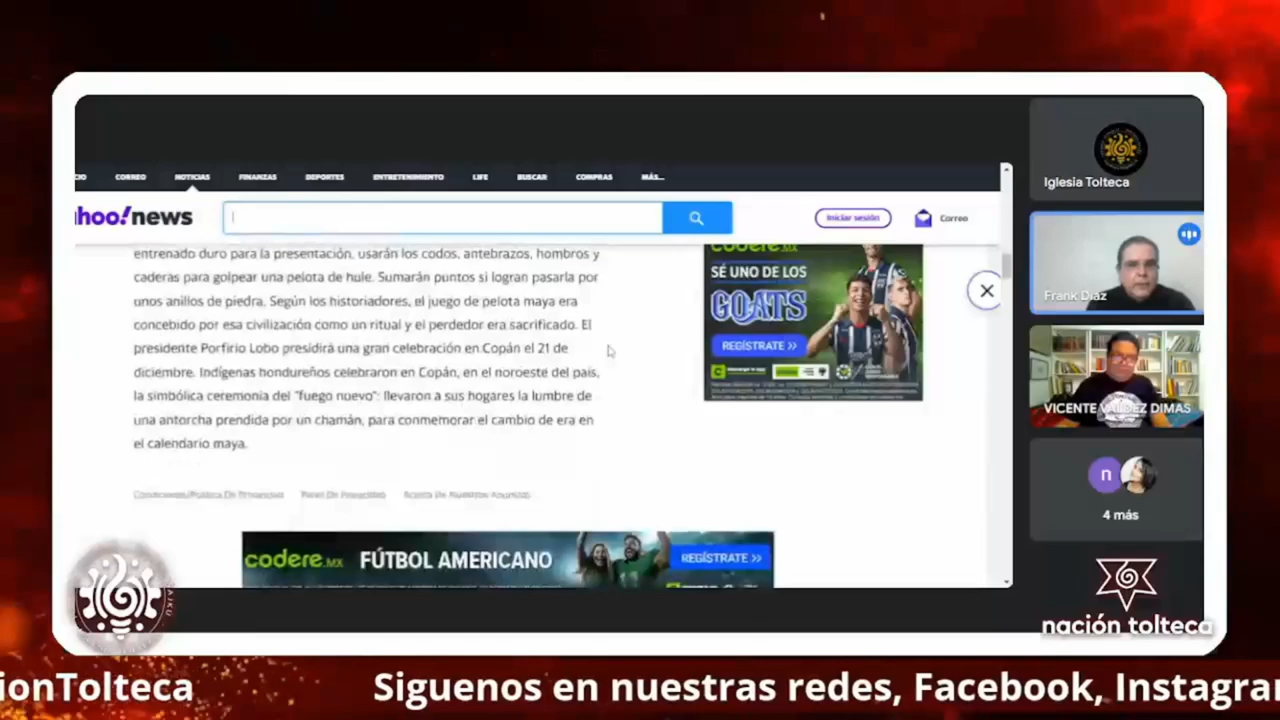 CORREO NOTICIAS FINANZAS DEPORTES ENTRETENIMIENTO LIFE BUSCAR COMPRAS MÁS...
hoo!news
Iniciar sesión
Correo
entrenado duro para la presentación, usarán los codos, antebrazos, hombros y
caderas para golpear una pelota de hule. Sumarán puntos si logran pasarla por
unos anillos de piedra. Según los historiadores, el juego de pelota maya era
concebido por esa civilización como un ritual y el perdedor era sacrificado. El
presidente Porfirio Lobo presidirá una gran celebración en Copán el 21 de
diciembre. Indígenas hondureños celebraron en Copán, en el noroeste del país,
la simbólica ceremonia del "fuego nuevo": llevaron a sus hogares la lumbre de
una antorcha prendida por un chamán, para conmemorar el cambio de era en
el calendario maya.
codere.mx
SÉ UNO DE LOS
GOATS
REGÍSTRATE >>
codere.mx FÚTBOL AMERICANO REGÍSTRATE >>
Iglesia Tolteca
Frank Díaz
VICENTE VALDEZ DIMAS
n
4 más
nación tolteca
ionTolteca Siguenos en nuestras redes, Facebook, Instagra